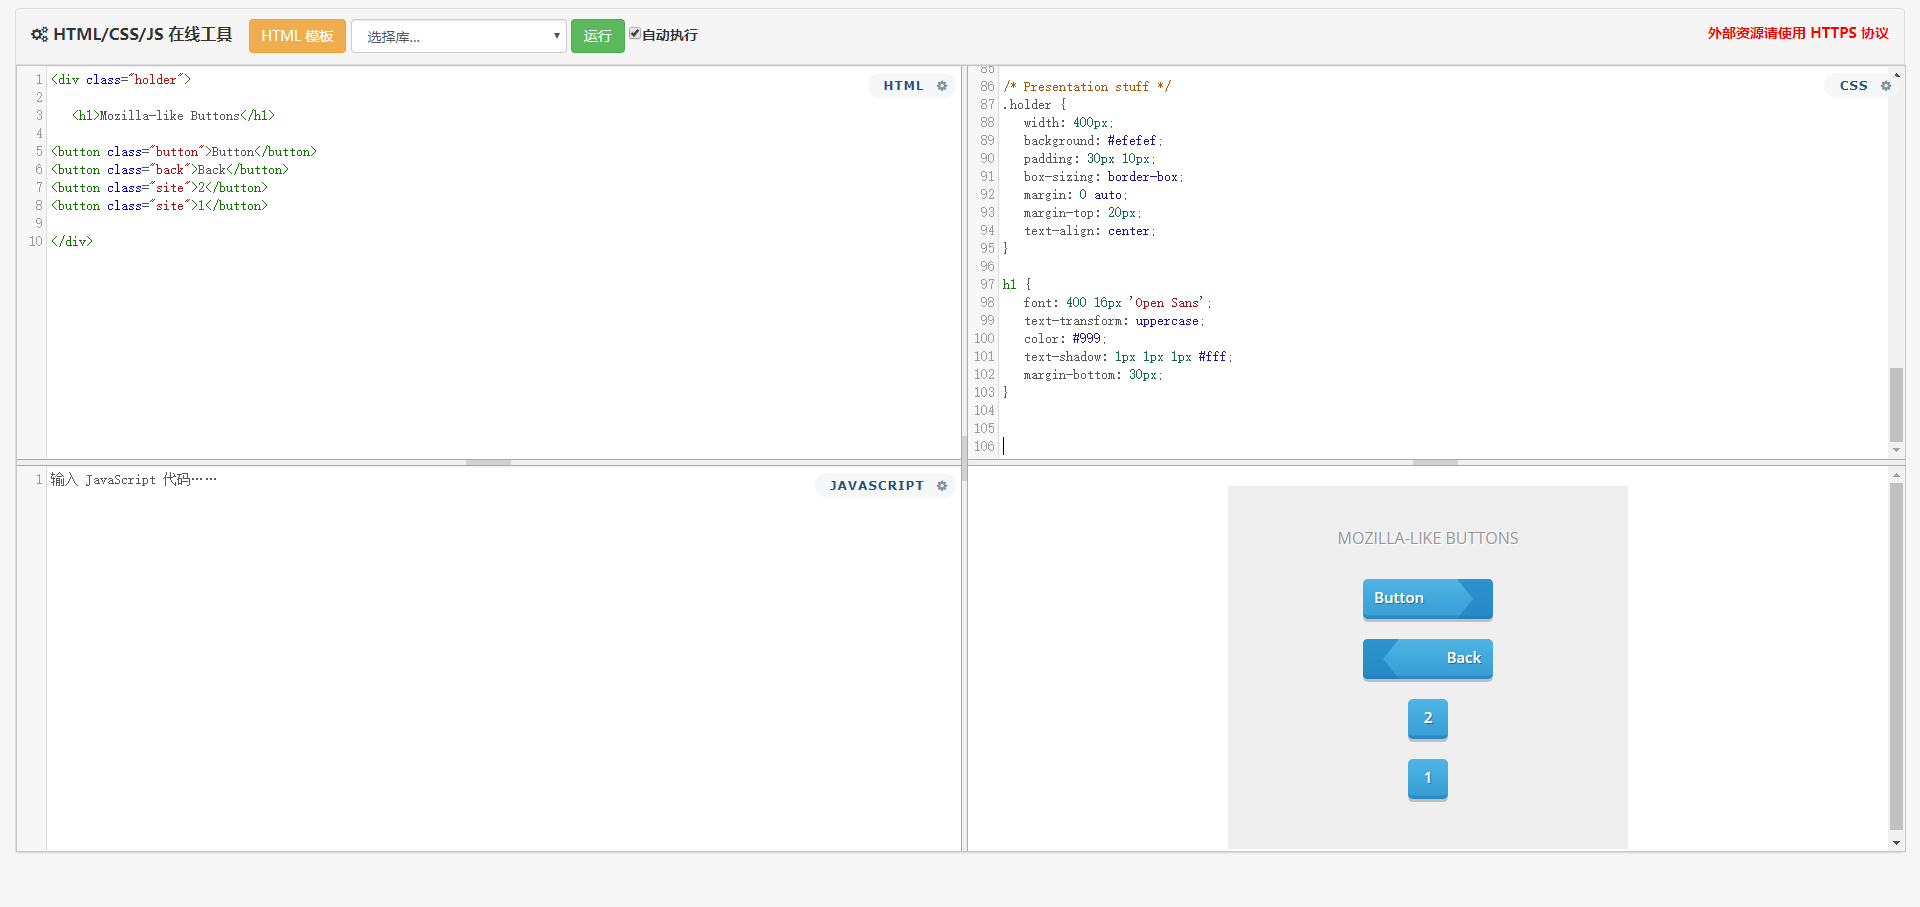 HTML/CSS/JS 在线工具 HTML 模板 选择库... 运行 自动执行 外部资源请使用 HTTPS 协议
HTML
1 <div class="holder">
2
3 <h1>Mozilla-like Buttons</h1>
4
5 <button class="button">Button</button>
6 <button class="back">Back</button>
7 <button class="site">2</button>
8 <button class="site">1</button>
9
10 </div>
CSS
85
86 /* Presentation stuff */
87 .holder {
88 width: 400px;
89 background: #efefef;
90 padding: 30px 10px;
91 box-sizing: border-box;
92 margin: 0 auto;
93 margin-top: 20px;
94 text-align: center;
95 }
96
97 h1 {
98 font: 400 16px 'Open Sans';
99 text-transform: uppercase;
100 color: #999;
101 text-shadow: 1px 1px 1px #fff;
102 margin-bottom: 30px;
103 }
104
105
106
JAVASCRIPT
1 输入 JavaScript 代码……
MOZILLA-LIKE BUTTONS
Button
Back
2
1